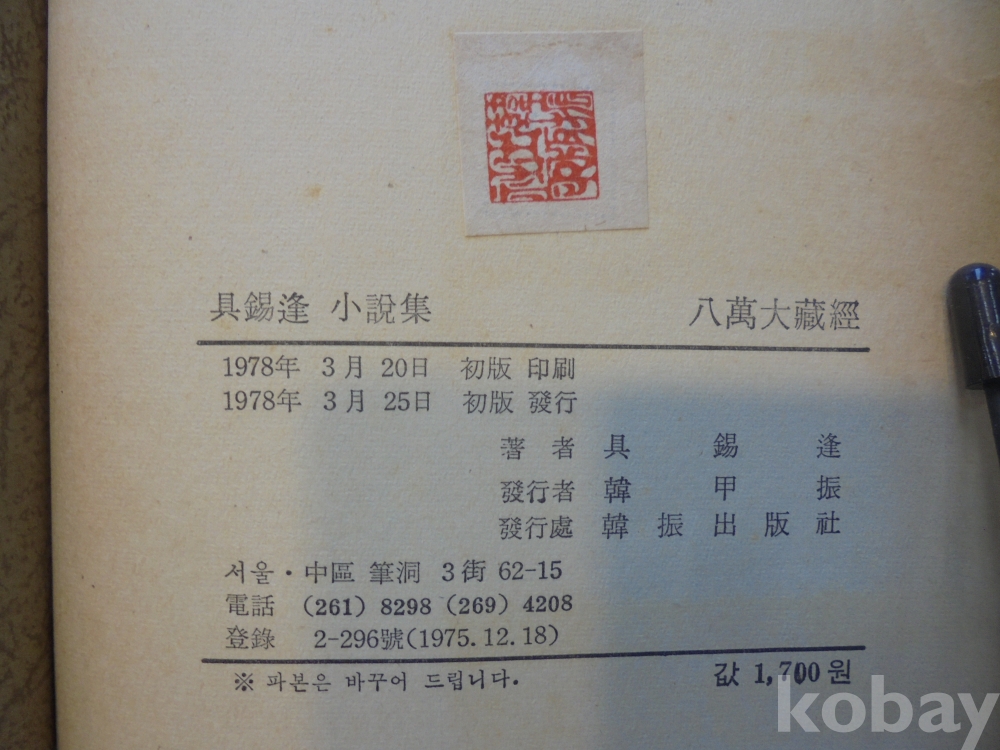 具錫逢 小說集 八萬大藏經
1978年 3月 20日 初版 印刷
1978年 3月 25日 初版 發行
著者 具錫逢
發行者 韓甲振
發行處 韓振出版社
서울・中區 筆洞 3街 62-15
電話 (261) 8298 (269) 4208
登錄 2-296號(1975.12.18)
※ 파본은 바꾸어 드립니다.
값 1,700원
kobay